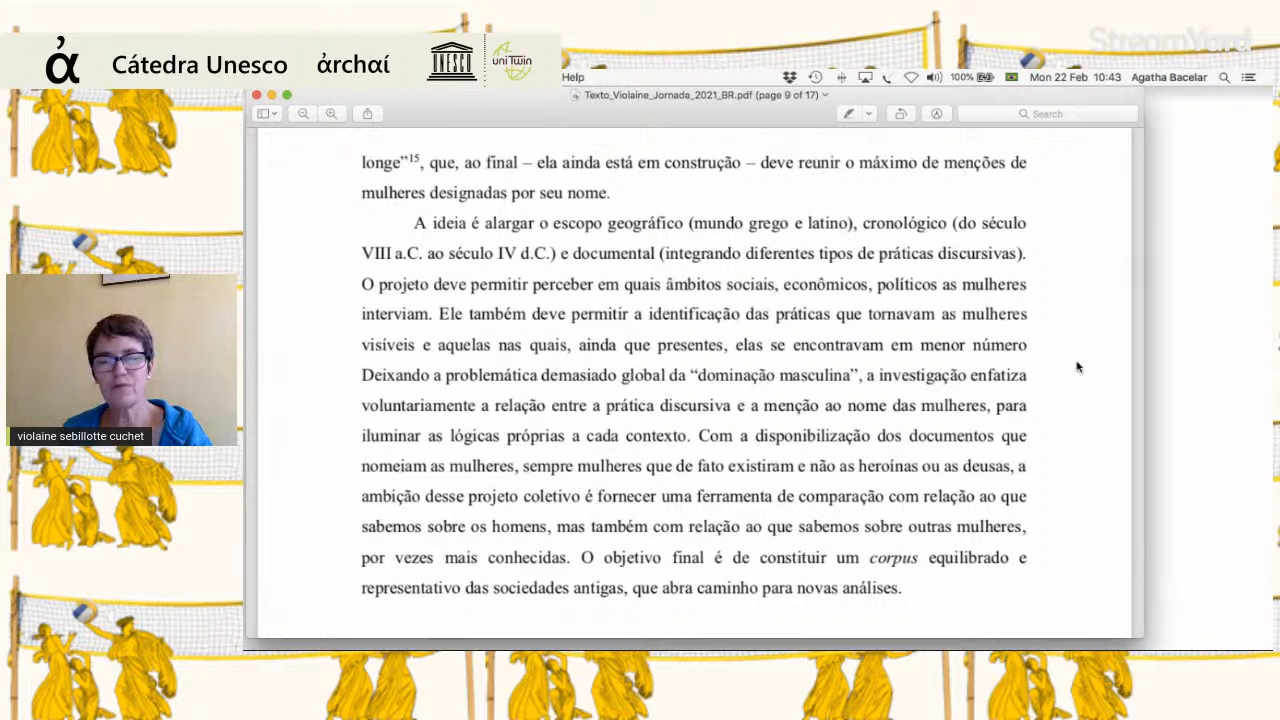 StreamYard
ἀ Cátedra Unesco ἀrchaí UNESCO uniTwin
Help 100% Mon 22 Feb 10:43 Agatha Bacelar
Texto_Violaine_Jornada_2021_BR.pdf (page 9 of 17)
Search
longe”15, que, ao final – ela ainda está em construção – deve reunir o máximo de menções de
mulheres designadas por seu nome.
A ideia é alargar o escopo geográfico (mundo grego e latino), cronológico (do século
VIII a.C. ao século IV d.C.) e documental (integrando diferentes tipos de práticas discursivas).
O projeto deve permitir perceber em quais âmbitos sociais, econômicos, políticos as mulheres
interviam. Ele também deve permitir a identificação das práticas que tornavam as mulheres
visíveis e aquelas nas quais, ainda que presentes, elas se encontravam em menor número
Deixando a problemática demasiado global da “dominação masculina”, a investigação enfatiza
voluntariamente a relação entre a prática discursiva e a menção ao nome das mulheres, para
iluminar as lógicas próprias a cada contexto. Com a disponibilização dos documentos que
nomeiam as mulheres, sempre mulheres que de fato existiram e não as heroínas ou as deusas, a
ambição desse projeto coletivo é fornecer uma ferramenta de comparação com relação ao que
sabemos sobre os homens, mas também com relação ao que sabemos sobre outras mulheres,
por vezes mais conhecidas. O objetivo final é de constituir um corpus equilibrado e
representativo das sociedades antigas, que abra caminho para novas análises.
violaine sebillotte cuchet